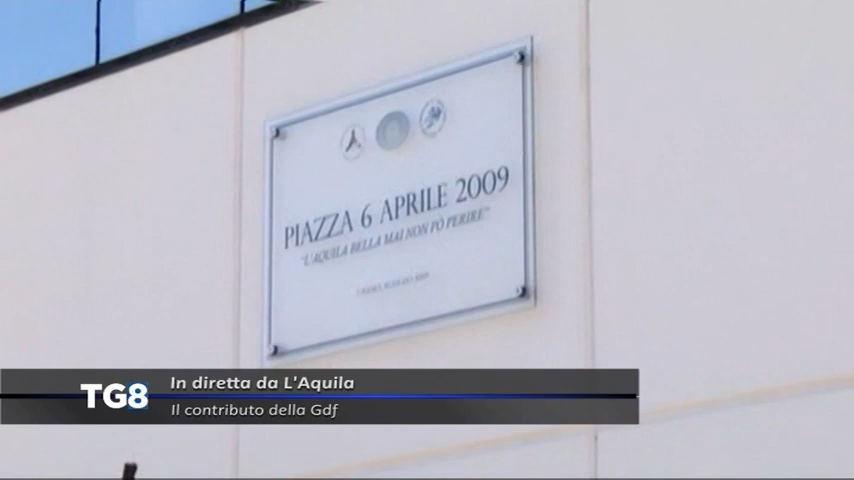 PIAZZA 6 APRILE 2009
"L'AQUILA BELLA MAI NON PÒ PERIRE"
TG8
In diretta da L'Aquila
Il contributo della Gdf